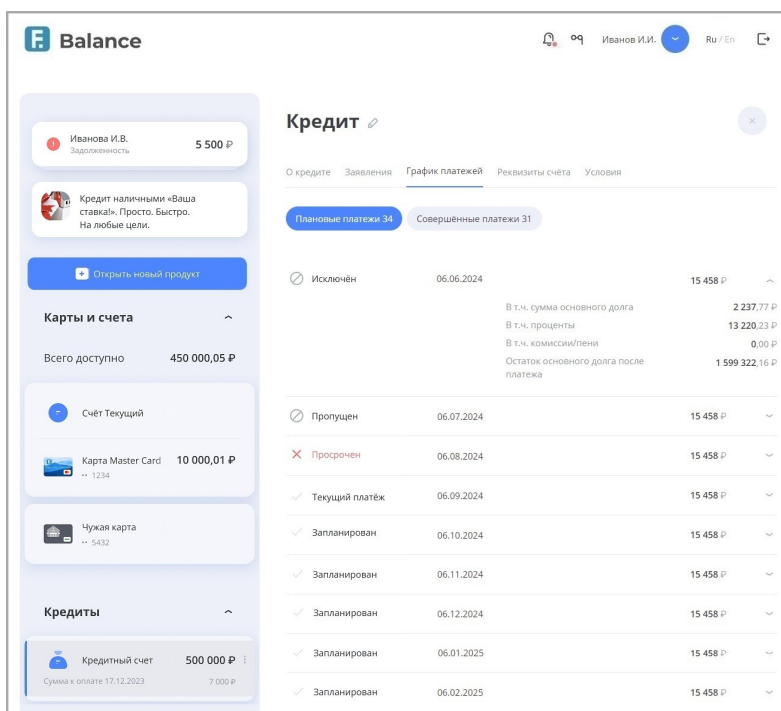 F. Balance
Иванов И.И.
Ru / En
Иванова И.В.
Задолженность
5 500 ₽
Кредит наличными «Ваша
ставка!». Просто. Быстро.
На любые цели.
Открыть новый продукт
Карты и счета
Всего доступно 450 000,05 ₽
Счёт Текущий
Карта Master Card 10 000,01 ₽
•• 1234
Чужая карта
•• 5432
Кредиты
Кредитный счет 500 000 ₽
Сумма к оплате 17.12.2023 7 000 ₽
Кредит
О кредите Заявления График платежей Реквизиты счёта Условия
Плановые платежи 34 Совершённые платежи 31
Исключён 06.06.2024 15 458 ₽
В т.ч. сумма основного долга 2 237,77 ₽
В т.ч. проценты 13 220,23 ₽
В т.ч. комиссии/пени 0,00 ₽
Остаток основного долга после 1 599 322,16 ₽
платежа
Пропущен 06.07.2024 15 458 ₽
Просрочен 06.08.2024 15 458 ₽
Текущий платёж 06.09.2024 15 458 ₽
Запланирован 06.10.2024 15 458 ₽
Запланирован 06.11.2024 15 458 ₽
Запланирован 06.12.2024 15 458 ₽
Запланирован 06.01.2025 15 458 ₽
Запланирован 06.02.2025 15 458 ₽